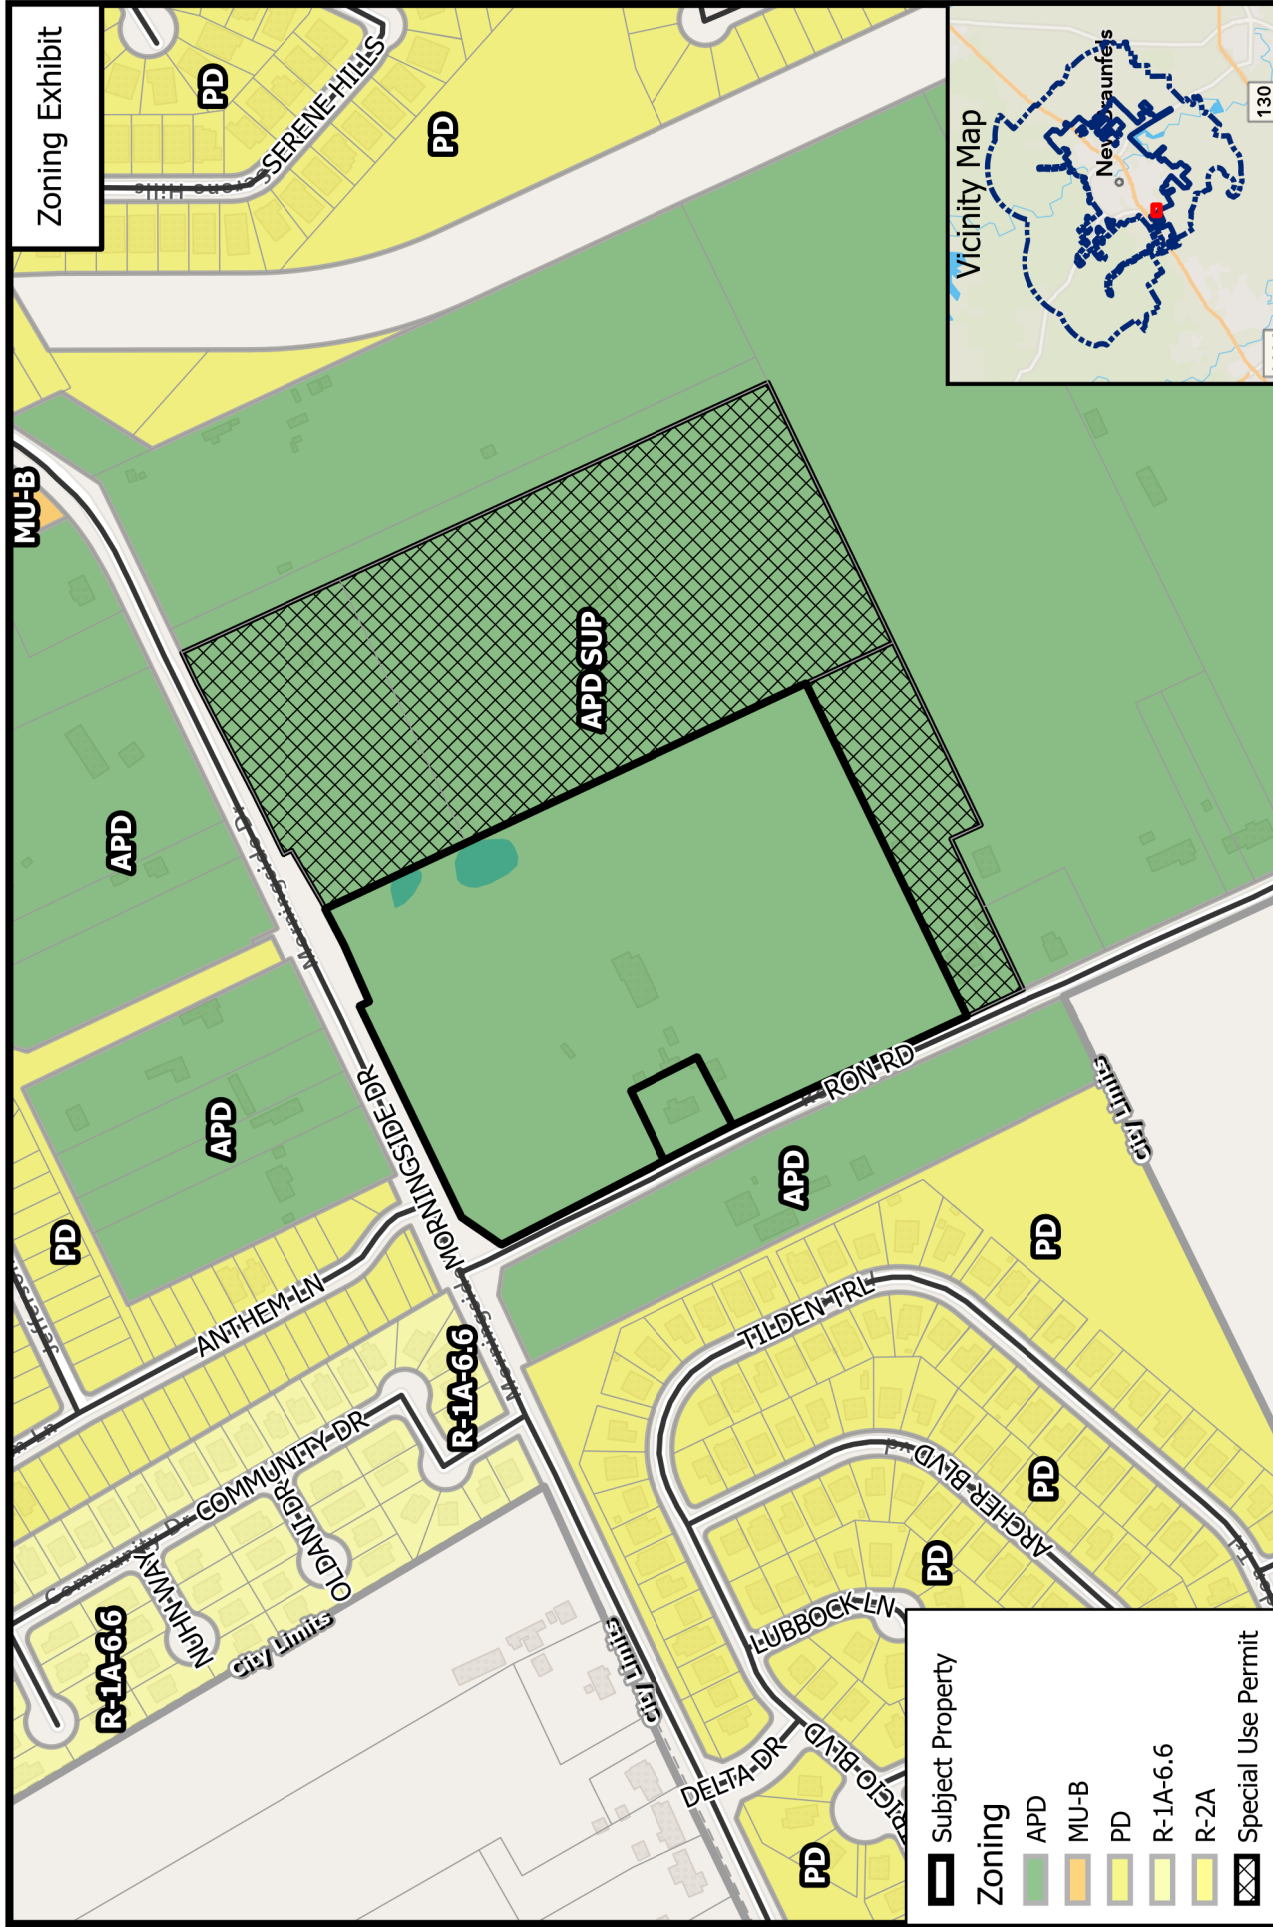 Zoning Exhibit
PD
SERENE HILLS
Serene Hills
PD
MU-B
APD
Morningside Dr
APD SUP
APD
PD
MORNINGSIDE DR
Morningside
ANTHEM LN
R-1A-6.6
COMMUNITY DR
Community Dr
OLDANI DR
NUHN WAY
R-1A-6.6
City Limits
RON RD
APD
City Limits
PD
TILDEN TRL
ARCHER BLVD
PD
PD
LUBBOCK LN
City Limits
DELTA DR
PD
Vicinity Map
New Braunfels
130
Subject Property
Zoning
APD
MU-B
PD
R-1A-6.6
R-2A
Special Use Permit